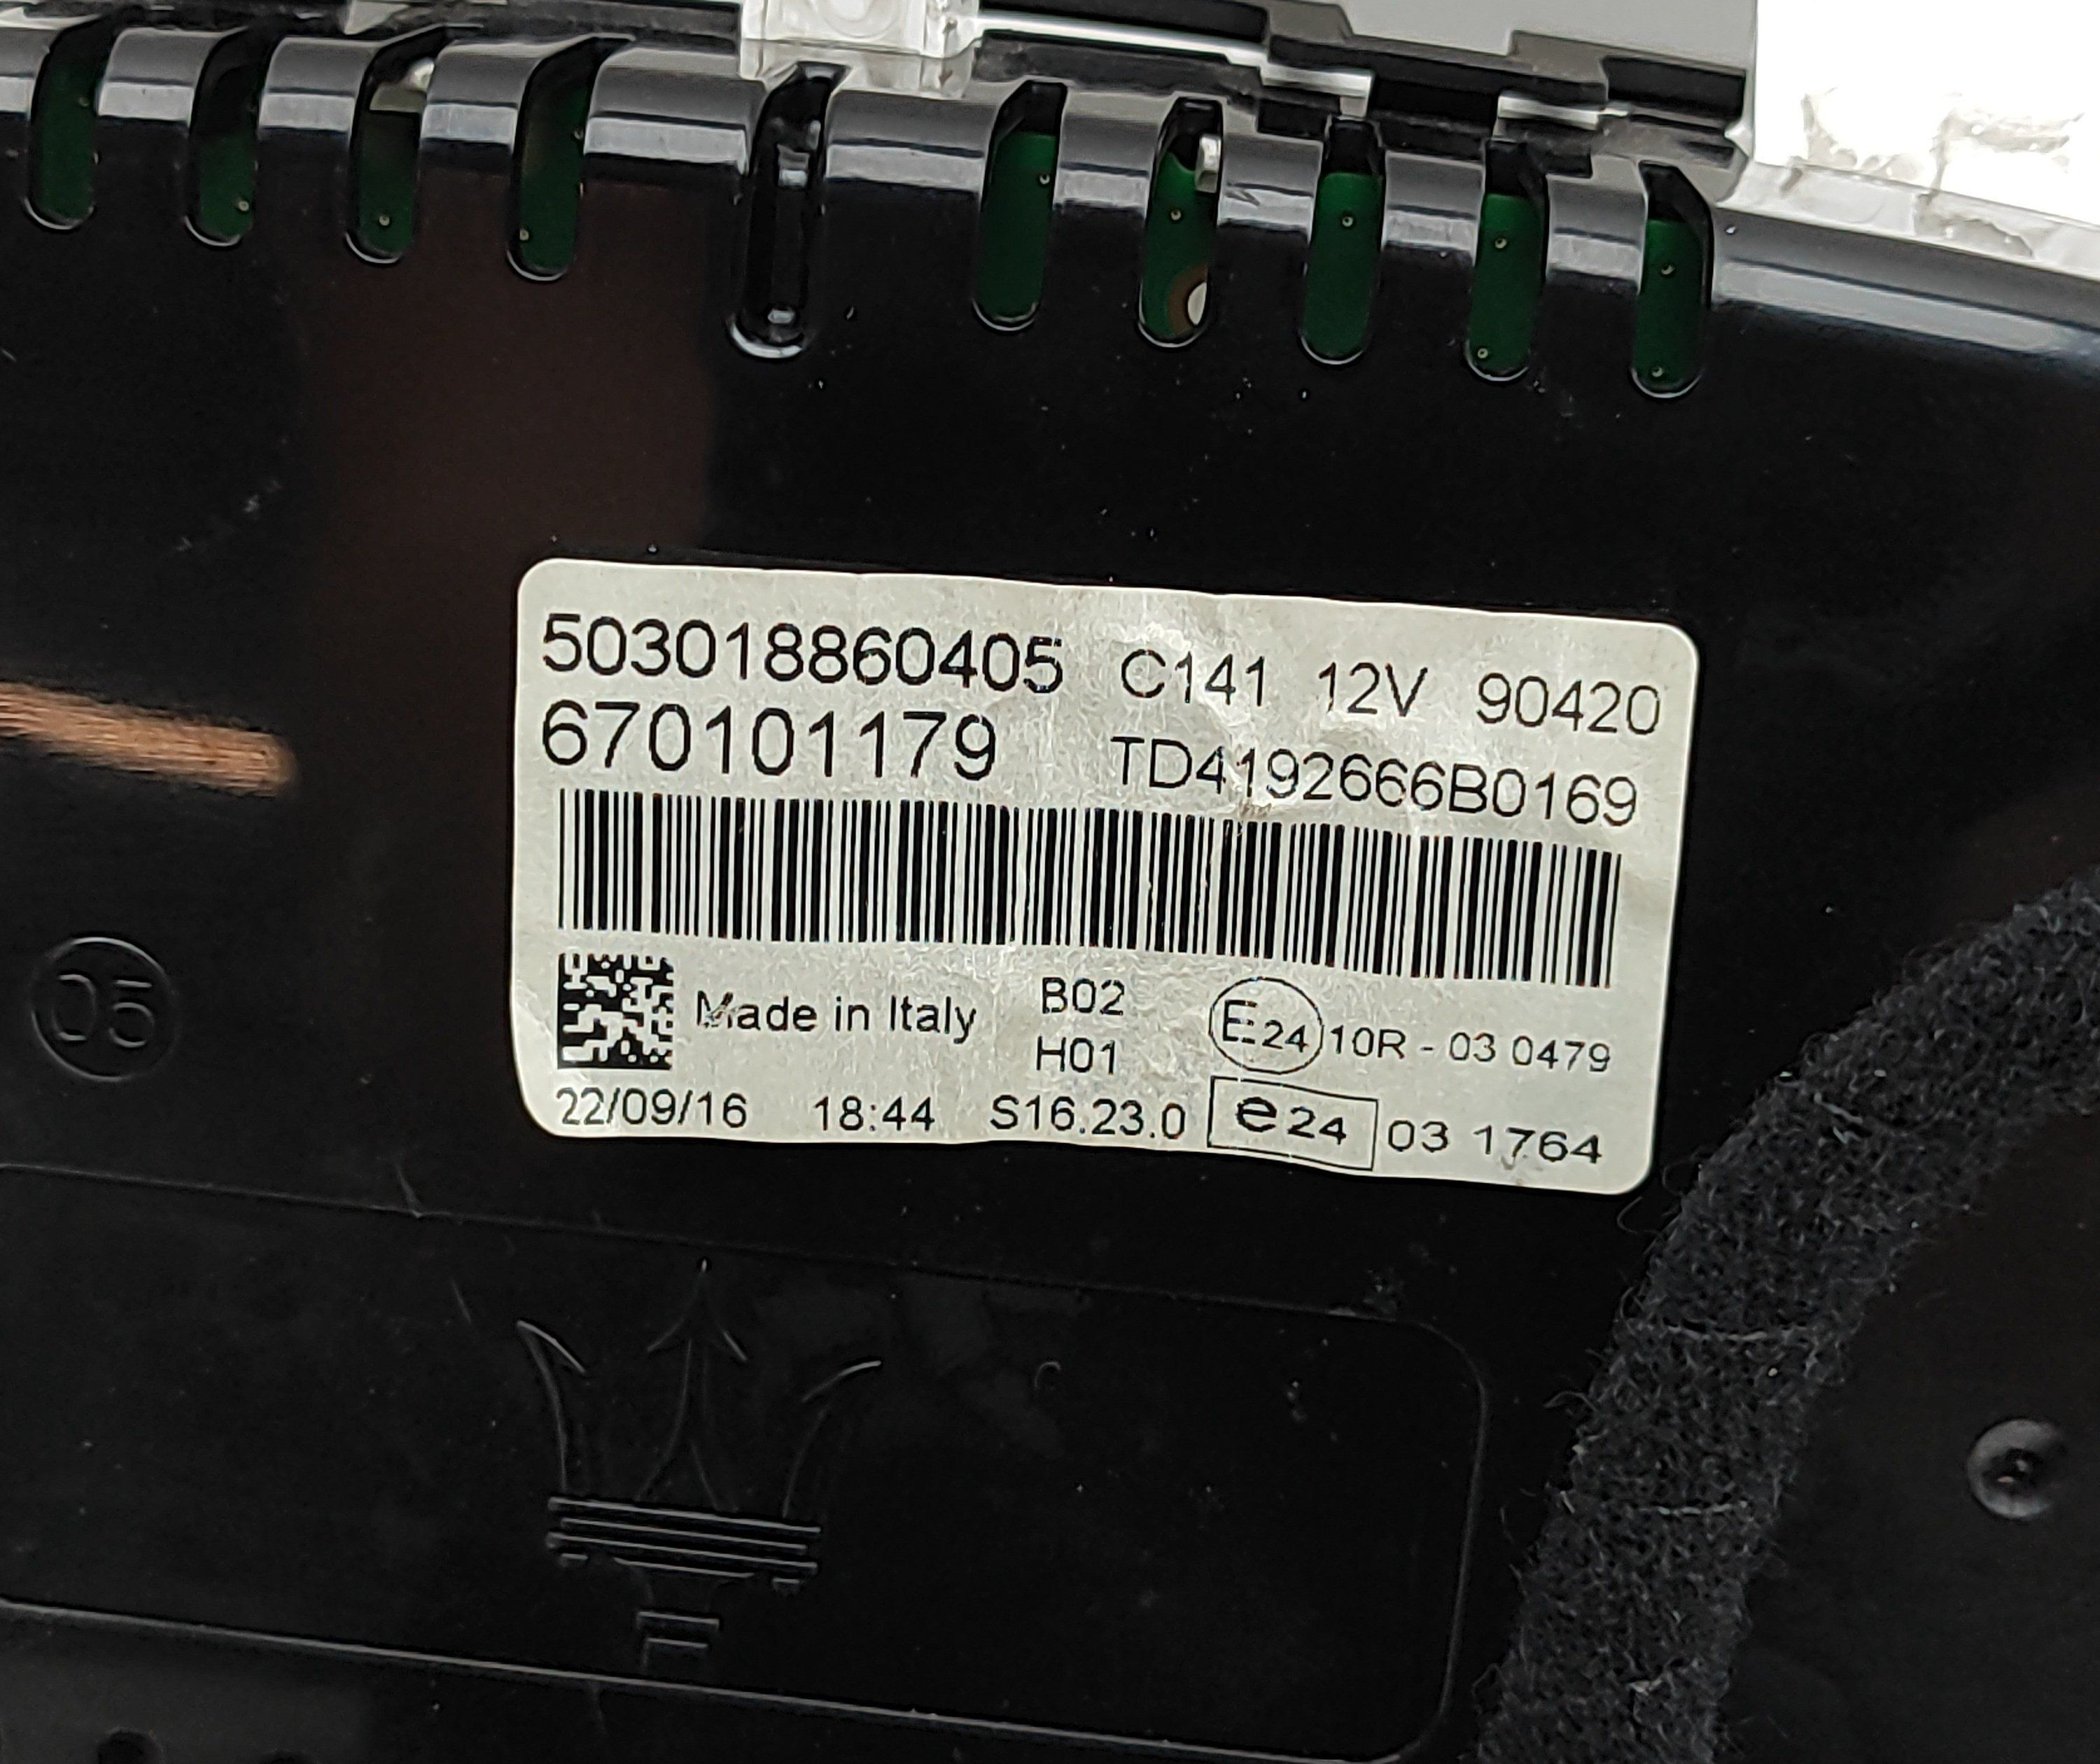 503018860405 C141 12V 90420
670101179 TD4192666B0169
Made in Italy B02 E24 10R - 03 0479
H01
22/09/16 18:44 S16.23.0 e24 03 1764
05